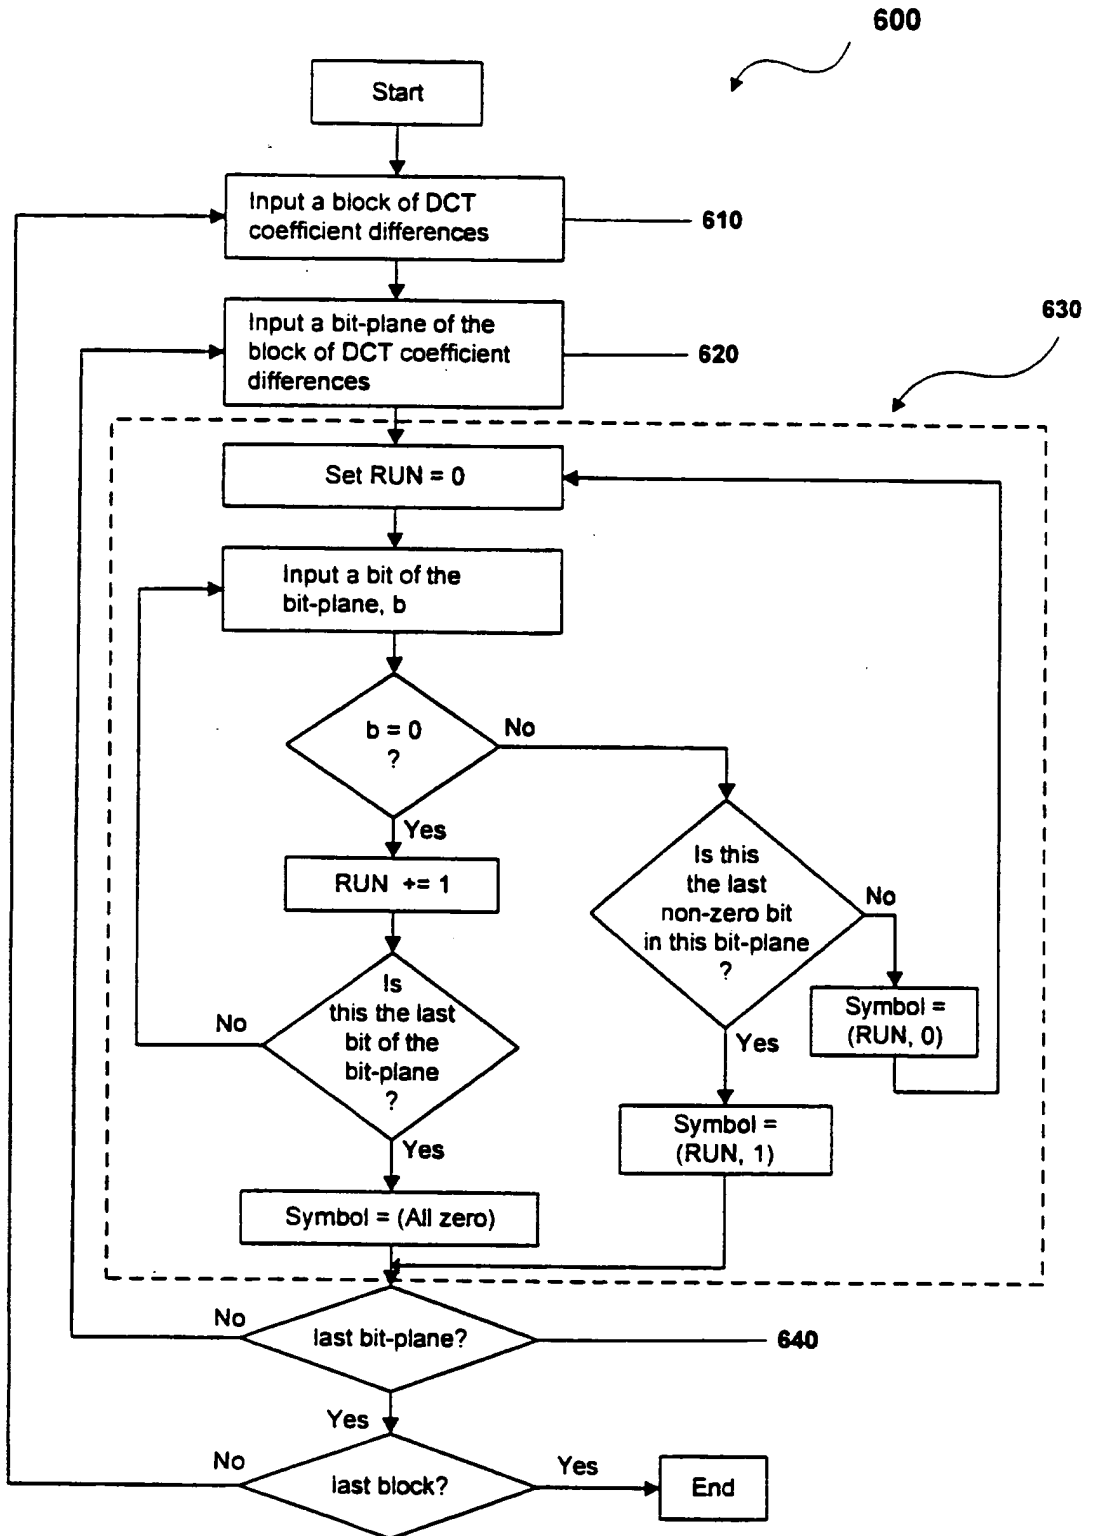 600
Start
Input a block of DCT
coefficient differences
610
Input a bit-plane of the
block of DCT coefficient
differences
620
630
Set RUN = 0
Input a bit of the
bit-plane, b
b = 0
?
No
Yes
RUN += 1
Is this
the last
non-zero bit
in this bit-plane
?
No
Symbol =
(RUN, 0)
Yes
Symbol =
(RUN, 1)
Is
this the last
bit of the
bit-plane
?
No
Yes
Symbol = (All zero)
last bit-plane?
No
640
Yes
last block?
No
Yes
End